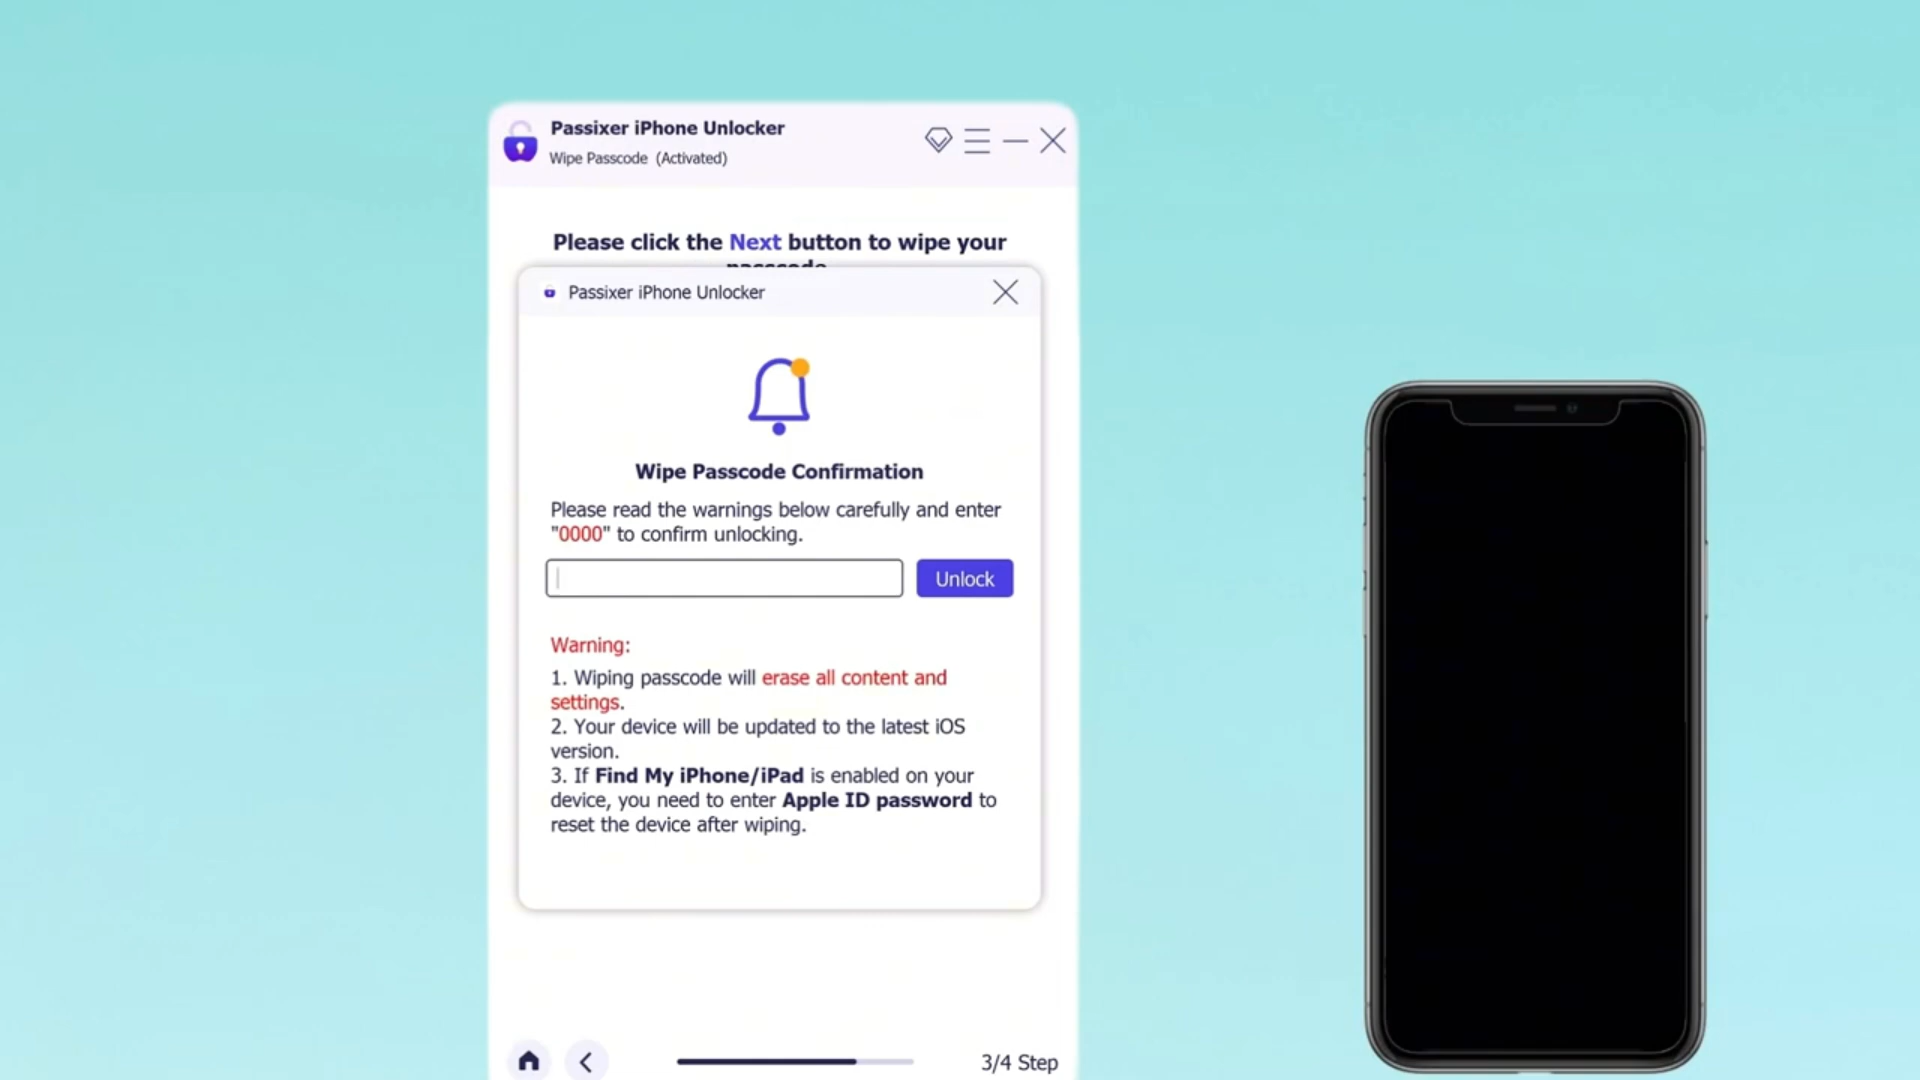 Passixer iPhone Unlocker
Wipe Passcode (Activated)
Please click the Next button to wipe your
passcode
Passixer iPhone Unlocker
Wipe Passcode Confirmation
Please read the warnings below carefully and enter
"0000" to confirm unlocking.
Unlock
Warning:
1. Wiping passcode will erase all content and
settings.
2. Your device will be updated to the latest iOS
version.
3. If Find My iPhone/iPad is enabled on your
device, you need to enter Apple ID password to
reset the device after wiping.
3/4 Step